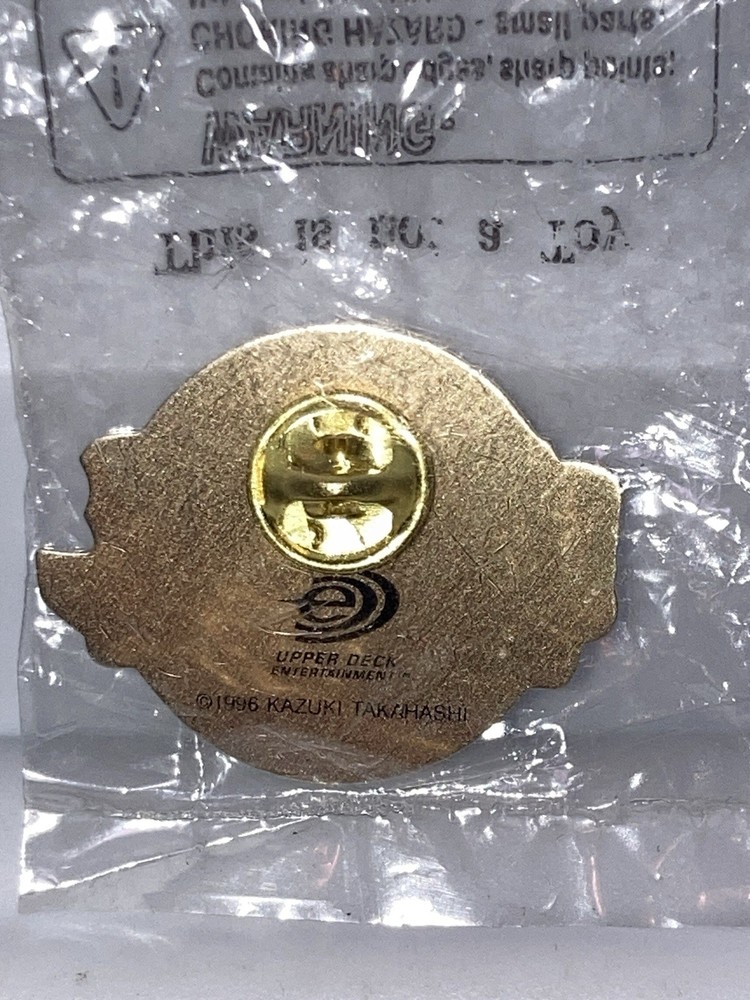 This is not a Toy
WARNING:
Contains sharp edges, sharp points;
CHOKING HAZARD - small parts;
e
UPPER DECK
ENTERTAINMENT™
©1996 KAZUKI TAKAHASHI